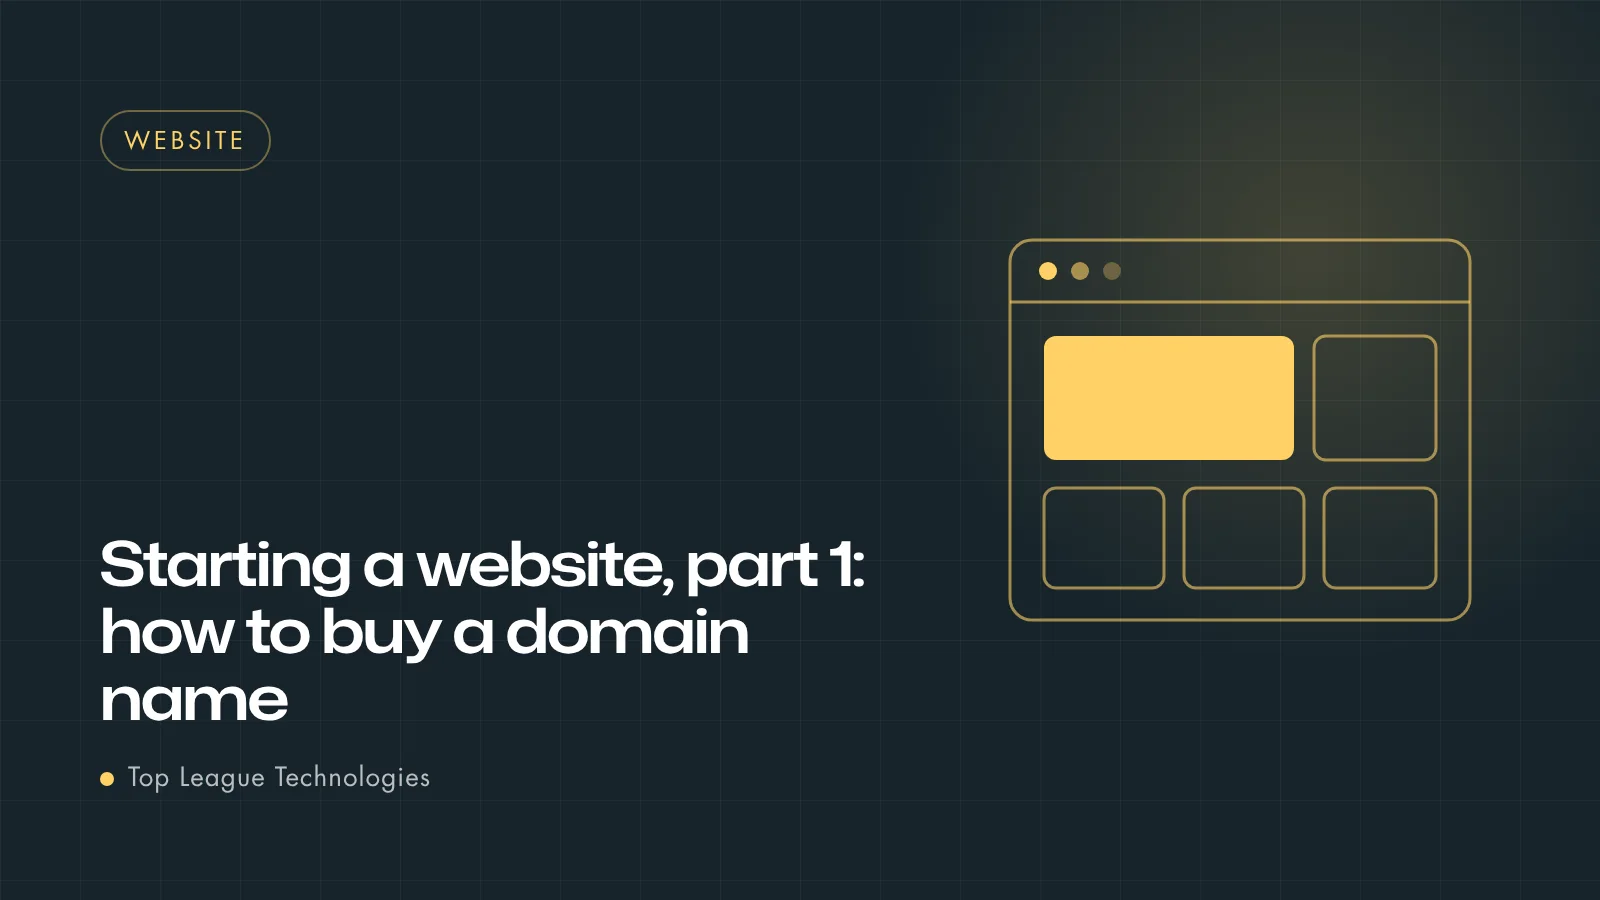 WEBSITE
Starting a website, part 1:
how to buy a domain
name
Top League Technologies